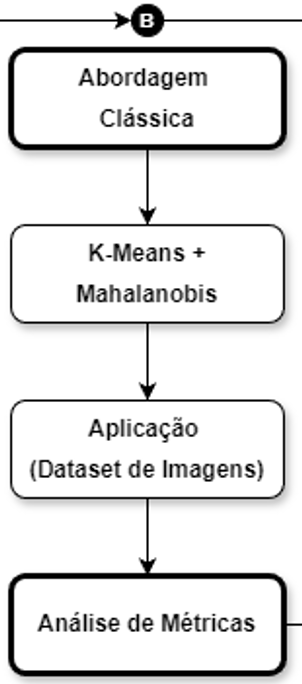 B
Abordagem
Clássica
K-Means +
Mahalanobis
Aplicação
(Dataset de Imagens)
Análise de Métricas